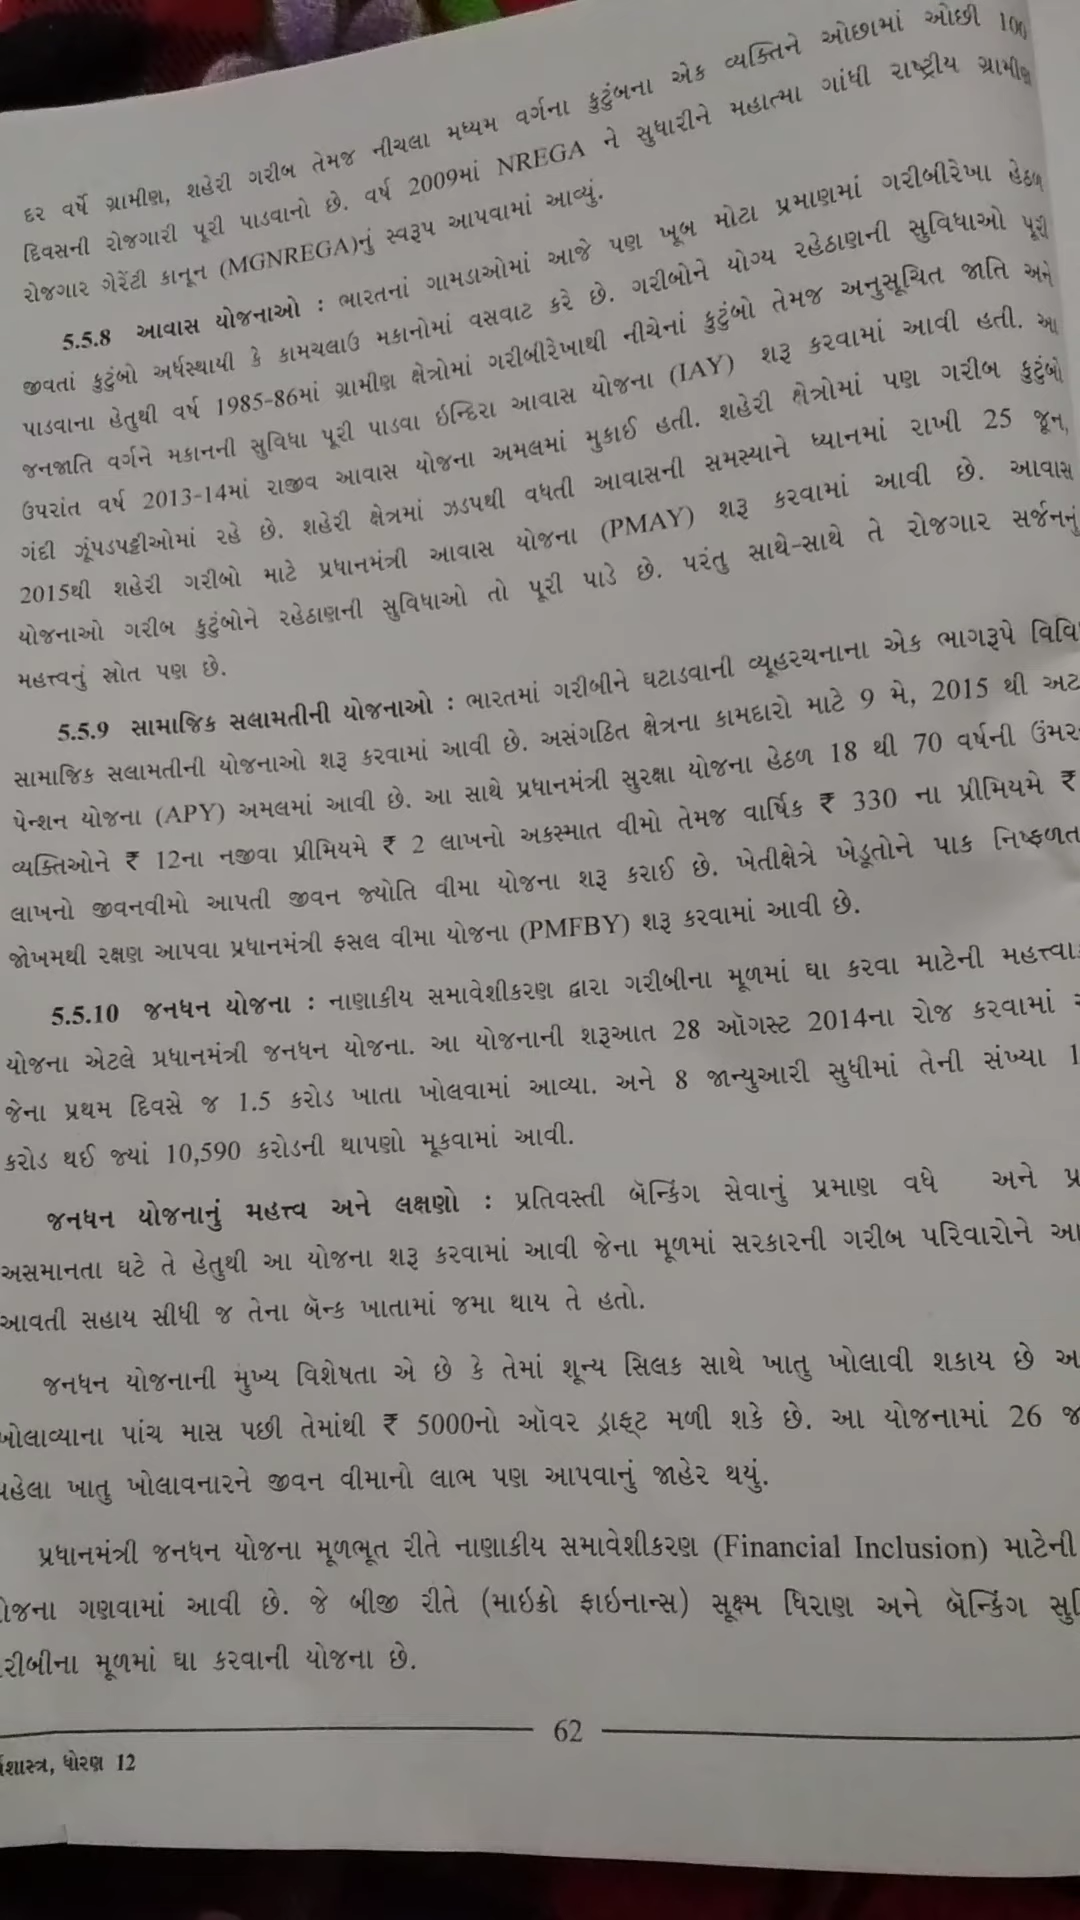 દર વર્ષે ગ્રામીણ, શહેરી ગરીબ તેમજ નીચલા મધ્યમ વર્ગના કુટુંબના એક વ્યક્તિને ઓછામાં ઓછી 100
દિવસની રોજગારી પૂરી પાડવાનો છે. વર્ષ 2009માં NREGA ને સુધારીને મહાત્મા ગાંધી રાષ્ટ્રીય ગ્રામીણ
રોજગાર ગેરેંટી કાનૂન (MGNREGA)નું સ્વરૂપ આપવામાં આવ્યું.
5.5.8 આવાસ યોજનાઓ : ભારતનાં ગામડાઓમાં આજે પણ ખૂબ મોટા પ્રમાણમાં ગરીબીરેખા હેઠળ
જીવતાં કુટુંબો અર્ધસ્થાયી કે કામચલાઉ મકાનોમાં વસવાટ કરે છે. ગરીબોને યોગ્ય રહેઠાણની સુવિધાઓ પૂરી
પાડવાના હેતુથી વર્ષ 1985-86માં ગ્રામીણ ક્ષેત્રોમાં ગરીબીરેખાથી નીચેનાં કુટુંબો તેમજ અનુસૂચિત જાતિ અને
જનજાતિ વર્ગને મકાનની સુવિધા પૂરી પાડવા ઇન્દિરા આવાસ યોજના (IAY) શરૂ કરવામાં આવી હતી. આ
ઉપરાંત વર્ષ 2013-14માં રાજીવ આવાસ યોજના અમલમાં મુકાઈ હતી. શહેરી ક્ષેત્રોમાં પણ ગરીબ કુટુંબો
ગંદી ઝૂંપડપટ્ટીઓમાં રહે છે. શહેરી ક્ષેત્રમાં ઝડપથી વધતી આવાસની સમસ્યાને ધ્યાનમાં રાખી 25 જૂન,
2015થી શહેરી ગરીબો માટે પ્રધાનમંત્રી આવાસ યોજના (PMAY) શરૂ કરવામાં આવી છે. આવાસ
યોજનાઓ ગરીબ કુટુંબોને રહેઠાણની સુવિધાઓ તો પૂરી પાડે છે. પરંતુ સાથે-સાથે તે રોજગાર સર્જનનું
મહત્ત્વનું સ્રોત પણ છે.
5.5.9 સામાજિક સલામતીની યોજનાઓ : ભારતમાં ગરીબીને ઘટાડવાની વ્યૂહરચનાના એક ભાગરૂપે
સામાજિક સલામતીની યોજનાઓ શરૂ કરવામાં આવી છે. અસંગઠિત ક્ષેત્રના કામદારો માટે 9 મે, 2015 થી અટ
પેન્શન યોજના (APY) અમલમાં આવી છે. આ સાથે પ્રધાનમંત્રી સુરક્ષા યોજના હેઠળ 18 થી 70 વર્ષની ઉંમર
વ્યક્તિઓને ₹ 12ના નજીવા પ્રીમિયમે ₹ 2 લાખનો અકસ્માત વીમો તેમજ વાર્ષિક ₹ 330 ના પ્રીમિયમે ₹
લાખનો જીવનવીમો આપતી જીવન જ્યોતિ વીમા યોજના શરૂ કરાઈ છે. ખેતીક્ષેત્રે ખેડૂતોને પાક નિષ્ફળત
જોખમથી રક્ષણ આપવા પ્રધાનમંત્રી ફસલ વીમા યોજના (PMFBY) શરૂ કરવામાં આવી છે.
5.5.10 જનધન યોજના : નાણાકીય સમાવેશીકરણ દ્વારા ગરીબીના મૂળમાં ઘા કરવા માટેની
યોજના એટલે પ્રધાનમંત્રી જનધન યોજના. આ યોજનાની શરૂઆત 28 ઑગસ્ટ 2014ના રોજ કરવામાં
જેના પ્રથમ દિવસે જ 1.5 કરોડ ખાતા ખોલવામાં આવ્યા. અને 8 જાન્યુઆરી સુધીમાં તેની સંખ્યા 1
કરોડ થઈ જ્યાં 10,590 કરોડની થાપણો મૂકવામાં આવી.
જનધન યોજનાનું મહત્ત્વ અને લક્ષણો : પ્રતિવસ્તી બૅન્કિંગ સેવાનું પ્રમાણ વધે અને પ્ર
અસમાનતા ઘટે તે હેતુથી આ યોજના શરૂ કરવામાં આવી જેના મૂળમાં સરકારની ગરીબ પરિવારોને આ
આવતી સહાય સીધી જ તેના બૅન્ક ખાતામાં જમા થાય તે હતો.
જનધન યોજનાની મુખ્ય વિશેષતા એ છે કે તેમાં શૂન્ય સિલક સાથે ખાતુ ખોલાવી શકાય છે અ
ખોલાવ્યાના પાંચ માસ પછી તેમાંથી ₹ 5000નો ઑવર ડ્રાફ્ટ મળી શકે છે. આ યોજનામાં 26 જ
પહેલા ખાતુ ખોલાવનારને જીવન વીમાનો લાભ પણ આપવાનું જાહેર થયું.
પ્રધાનમંત્રી જનધન યોજના મૂળભૂત રીતે નાણાકીય સમાવેશીકરણ (Financial Inclusion) માટેની
યોજના ગણવામાં આવી છે. જે બીજી રીતે (માઇક્રો ફાઇનાન્સ) સૂક્ષ્મ ધિરાણ અને બૅન્કિંગ
ગરીબીના મૂળમાં ઘા કરવાની યોજના છે.
62
ર્થશાસ્ત્ર, ધોરણ 12